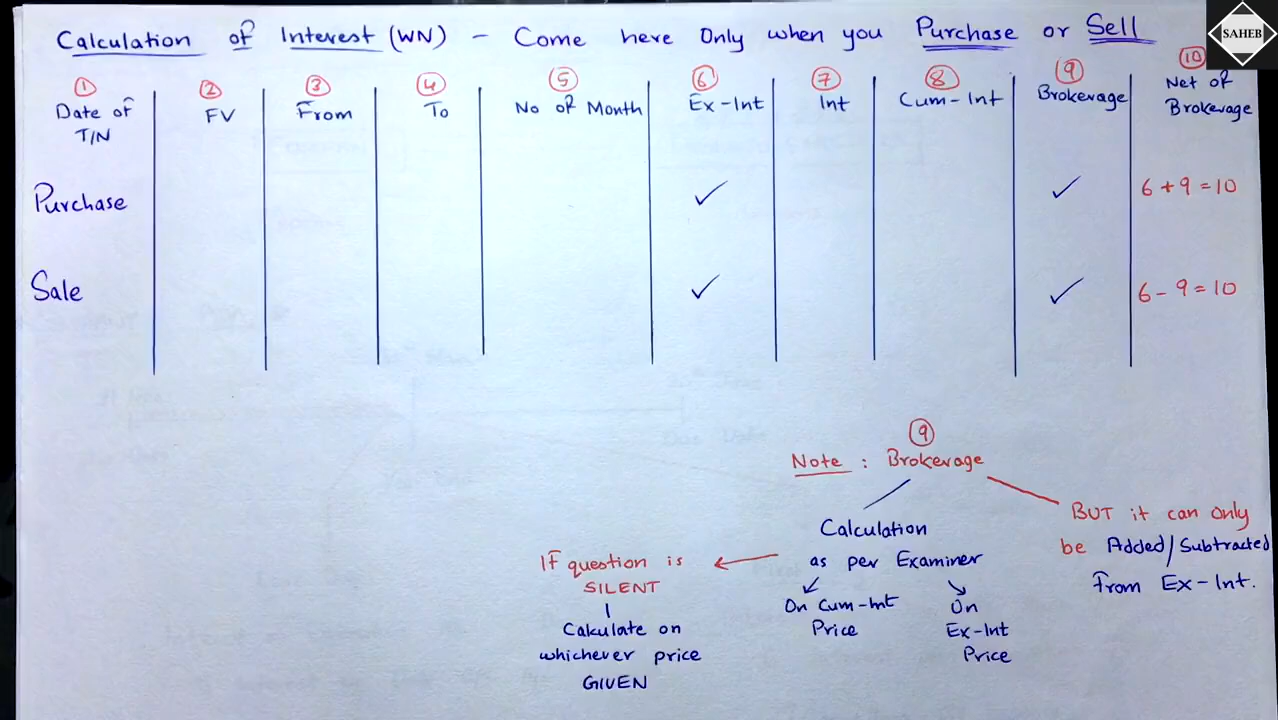 Calculation of Interest (WN) - Come here Only when you Purchase or Sell
SAHEB
① ② ③ ④ ⑤ ⑥ ⑦ ⑧ ⑨ ⑩
Date of T/N
FV
From
To
No of Month
Ex-Int
Int
Cum-Int
Brokerage
Net of
Brokerage
Purchase ✓ ✓ 6 + 9 = 10
Sale ✓ ✓ 6 - 9 = 10
⑨
Note : Brokerage
Calculation
as per Examiner
On Cum-Int
Price
On
Ex-Int
Price
IF question is
SILENT
Calculate on
whichever price
GIVEN
BUT it can only
be Added/Subtracted
from Ex-Int.